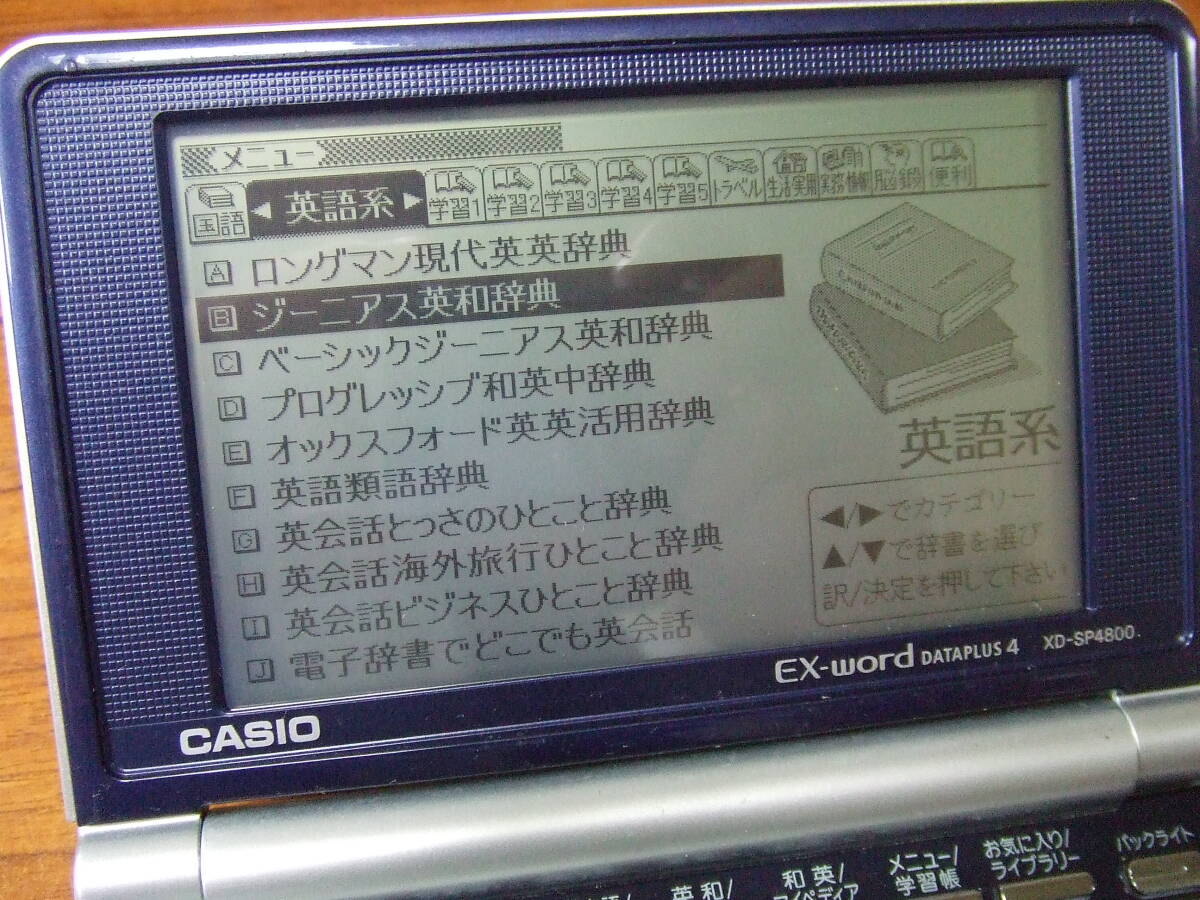 メニュー
国語 ◀ 英語系 ▶ 学習1 学習2 学習3 学習4 学習5 トラベル 生活実用 実務情報 脳鍛 便利
A ロングマン現代英英辞典
B ジーニアス英和辞典
C ベーシックジーニアス英和辞典
D プログレッシブ和英中辞典
E オックスフォード英英活用辞典
F 英語類語辞典
G 英会話とっさのひとこと辞典
H 英会話海外旅行ひとこと辞典
I 英会話ビジネスひとこと辞典
J 電子辞書でどこでも英会話
英語系
◀/▶でカテゴリー
▲/▼で辞書を選び
訳/決定を押して下さい
EX-word DATAPLUS 4 XD-SP4800
CASIO
英和/
和英/
メニュー/
学習帳
お気に入り/
ライブラリー
バックライト